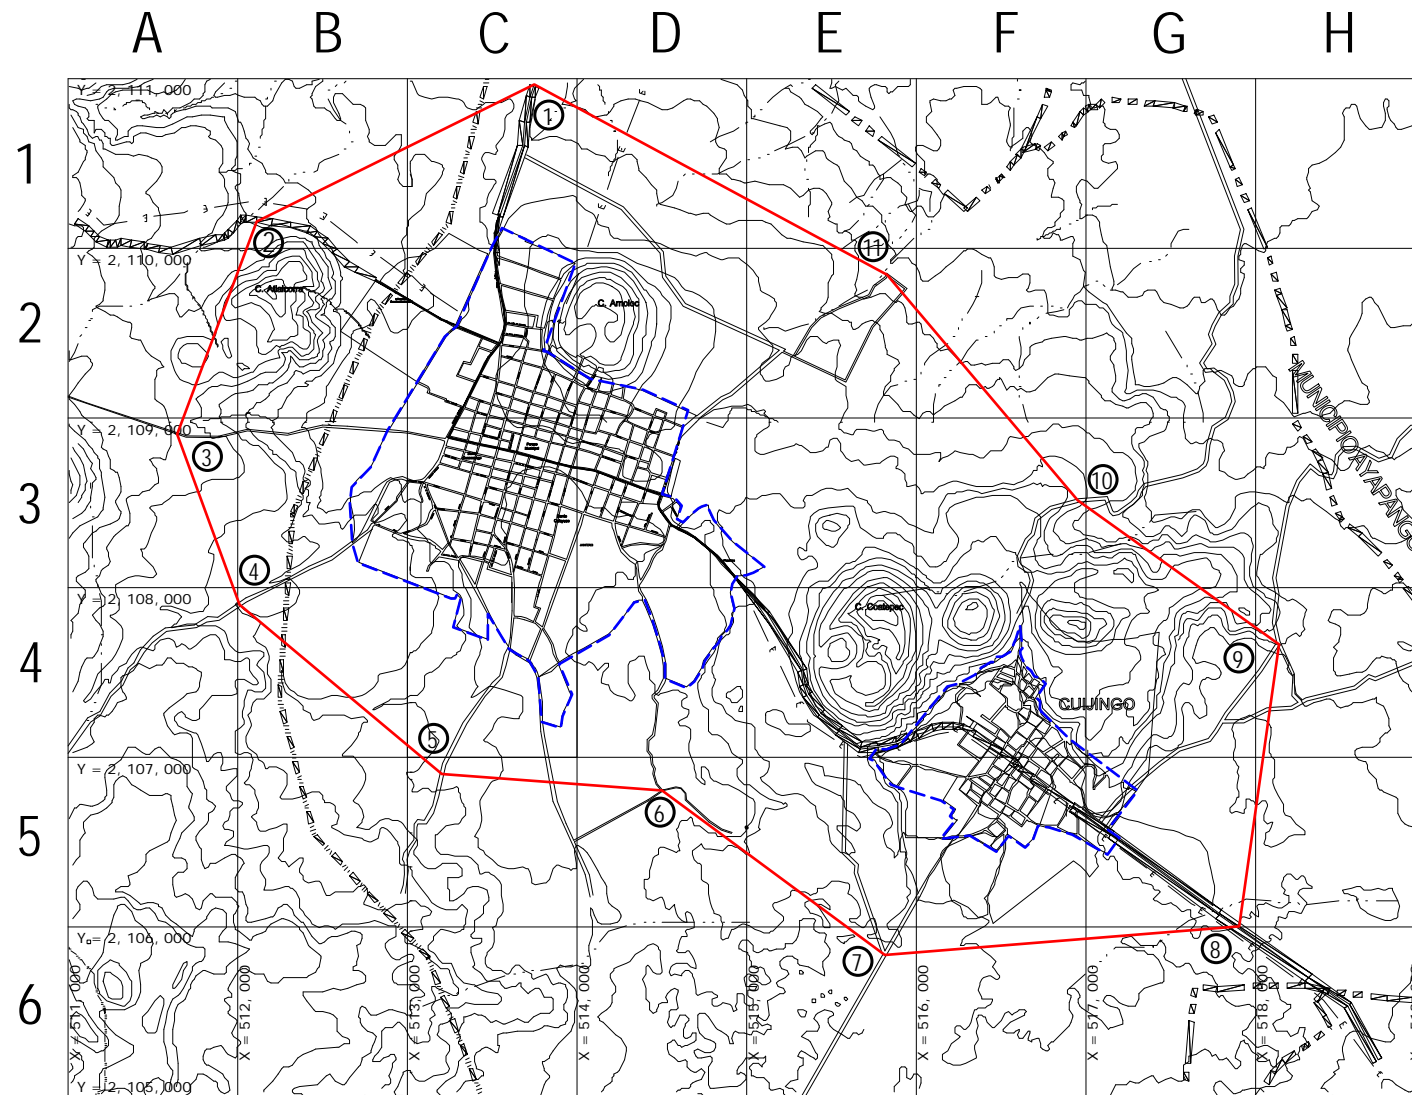 A B C D E F G H
1
2
3
4
5
6
Y = 2, 111, 000
Y = 2, 110, 000
Y = 2, 109, 000
Y = 2, 108, 000
Y = 2, 107, 000
Y = 2, 106, 000
Y = 2, 105, 000
X = 511, 000
X = 512, 000
X = 513, 000
X = 514, 000
X = 515, 000
X = 516, 000
X = 517, 000
X = 518, 000
1
2
3
4
5
6
7
8
9
10
11
C. Amoloc
C. Coatepec
CUIJINGO
MUNICIPIO AYAPANGO